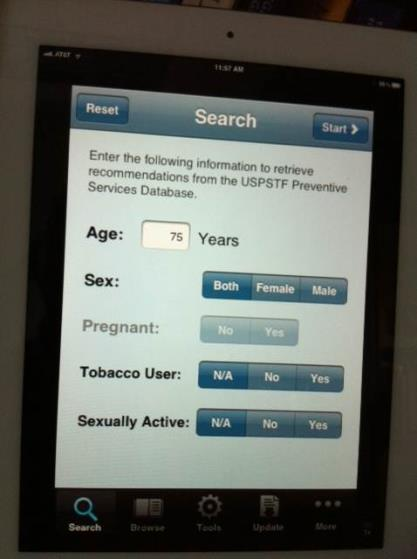 AT&T
11:57 AM
Reset
Search
Start
Enter the following information to retrieve
recommendations from the USPSTF Preventive
Services Database.
Age: 75 Years
Sex: Both Female Male
Pregnant: No Yes
Tobacco User: N/A No Yes
Sexually Active: N/A No Yes
Search Browse Tools Update More